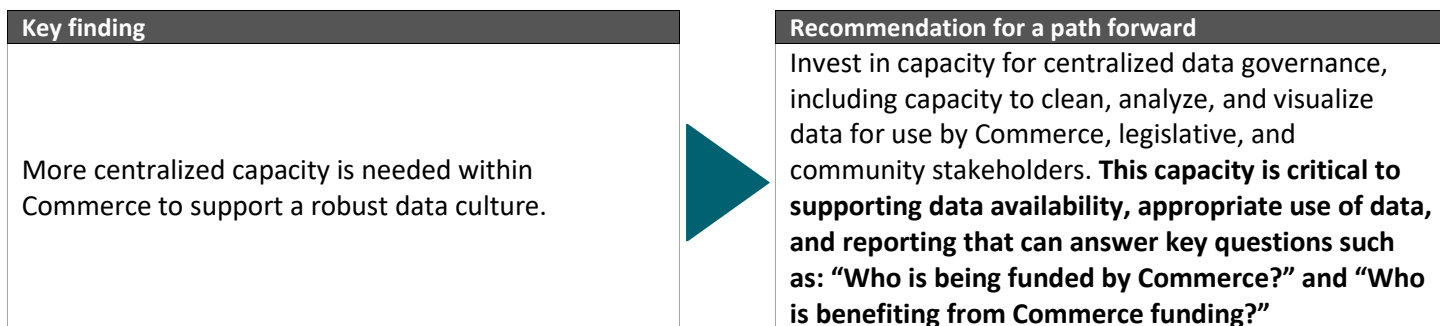 Key finding
More centralized capacity is needed within
Commerce to support a robust data culture.
Recommendation for a path forward
Invest in capacity for centralized data governance,
including capacity to clean, analyze, and visualize
data for use by Commerce, legislative, and
community stakeholders. This capacity is critical to
supporting data availability, appropriate use of data,
and reporting that can answer key questions such
as: “Who is being funded by Commerce?” and “Who
is benefiting from Commerce funding?”